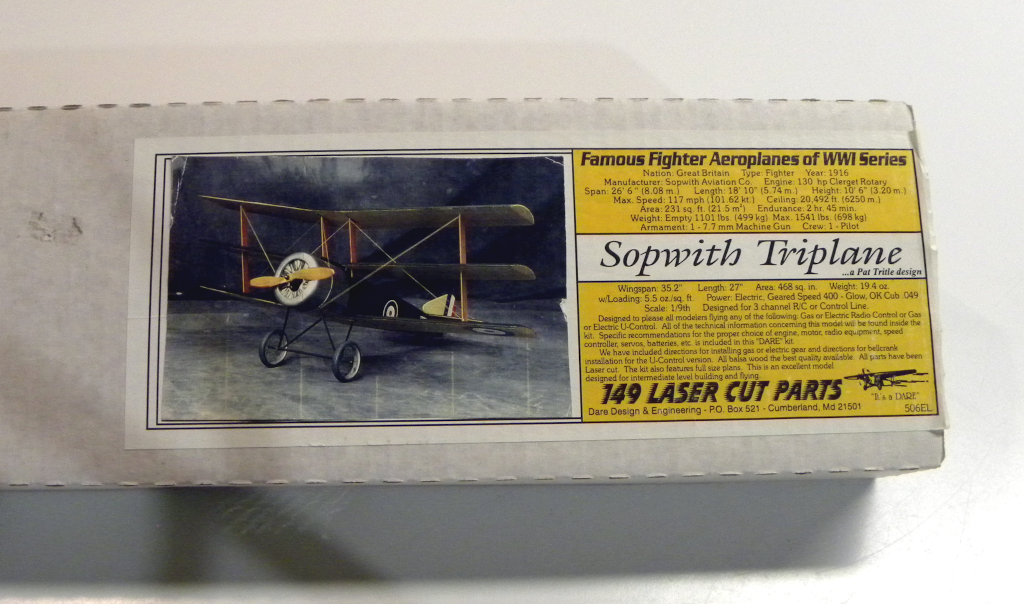 Famous Fighter Aeroplanes of WWI Series
Nation: Great Britain Type: Fighter Year: 1916
Manufacturer: Sopwith Aviation Co. Engine: 130 hp Clerget Rotary
Span: 26' 6" (8.08 m.) Length: 18' 10" (5.74 m.) Height: 10' 6" (3.20 m.)
Max. Speed: 117 mph (101.62 kt.) Ceiling: 20,492 ft. (6250 m.)
Area: 231 sq. ft. (21.5 m²) Endurance: 2 hr. 45 min.
Weight: Empty 1101 lbs. (499 kg) Max. 1541 lbs. (698 kg)
Armament: 1 - 7.7 mm Machine Gun Crew: 1 - Pilot
Sopwith Triplane
...a Pat Tritle design
Wingspan: 35.2" Length: 27" Area: 468 sq. in. Weight: 19.4 oz.
w/Loading: 5.5 oz./sq. ft. Power: Electric, Geared Speed 400 - Glow, OK Cub .049
Scale: 1/9th Designed for 3 channel R/C or Control Line.
Designed to please all modelers flying any of the following: Gas or Electric Radio Control or Gas
or Electric U-Control. All of the technical information concerning this model will be found inside the
kit. Specific recommendations for the proper choice of engine, motor, radio equipment, speed
controller, servos, batteries, etc. is included in this "DARE" kit.
We have included directions for installing gas or electric gear and directions for bellcrank
installation for the U-Control version. All balsa wood the best quality available. All parts have been
Laser cut. The kit also features full size plans. This is an excellent model
designed for intermediate level building and flying.
149 LASER CUT PARTS
"It's a DARE"
Dare Design & Engineering - P.O. Box 521 - Cumberland, Md 21501
506EL